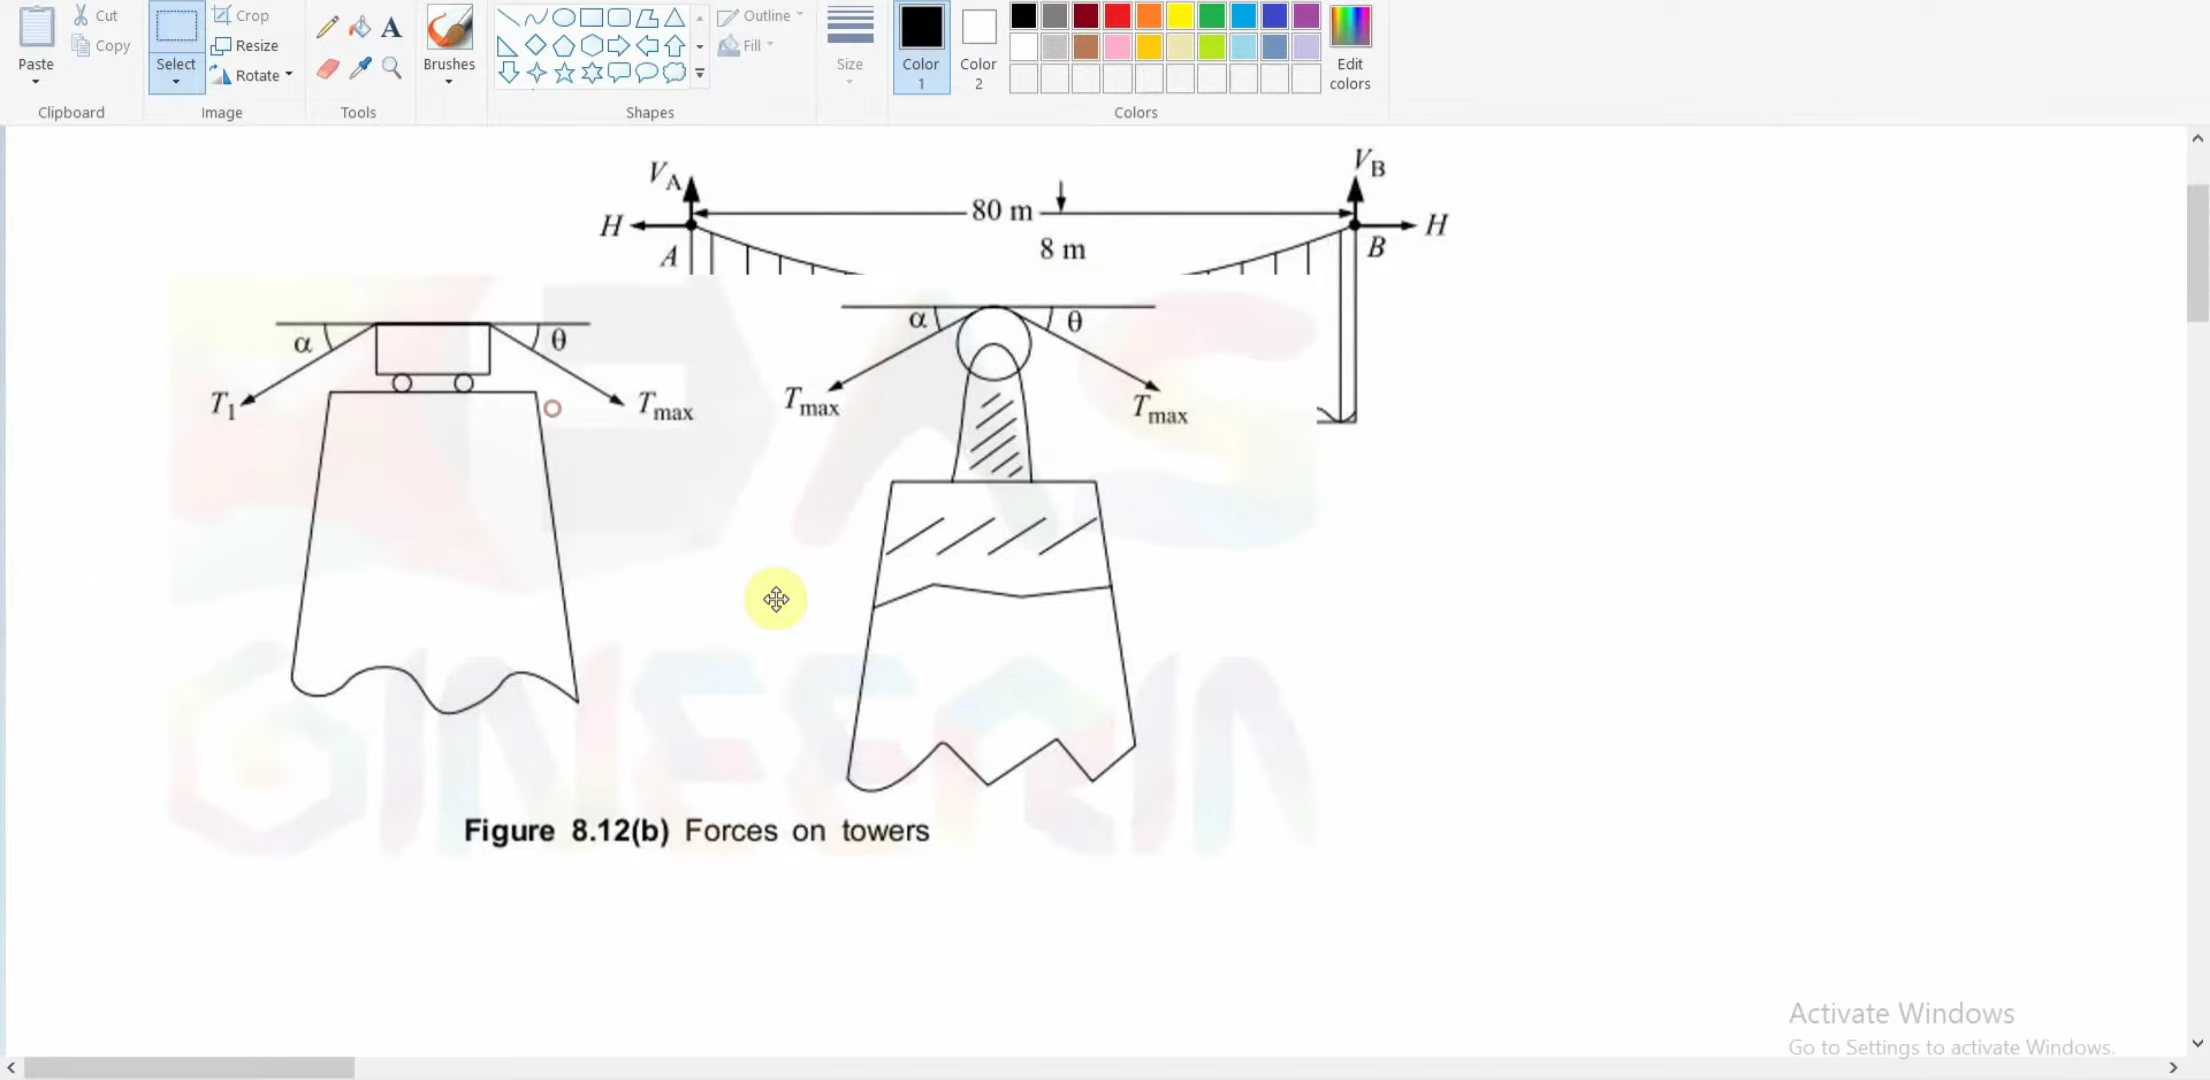 Paste
Cut
Copy
Clipboard
Select
Crop
Resize
Rotate
Image
A
Tools
Brushes
Outline
Fill
Shapes
Size
Color
1
Color
2
Edit
colors
Colors
VA
VB
80 m
H
H
A
8 m
B
α
θ
T1
Tmax
α
θ
Tmax
Tmax
EAS
GINEERIN
Figure 8.12(b) Forces on towers
Activate Windows
Go to Settings to activate Windows.